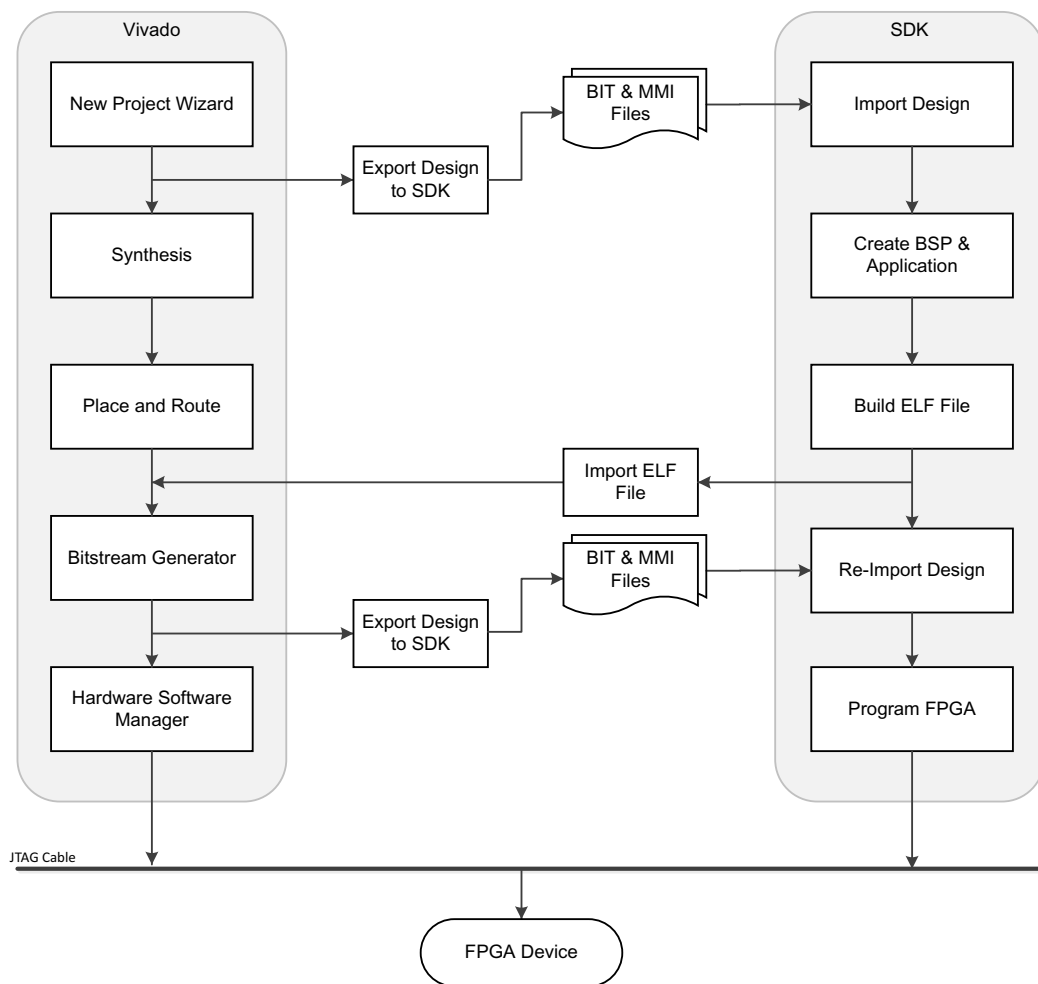 Vivado
SDK
New Project Wizard
BIT & MMI
Files
Import Design
Export Design
to SDK
Synthesis
Create BSP &
Application
Place and Route
Build ELF File
Import ELF
File
Bitstream Generator
BIT & MMI
Files
Re-Import Design
Export Design
to SDK
Hardware Software
Manager
Program FPGA
JTAG Cable
FPGA Device